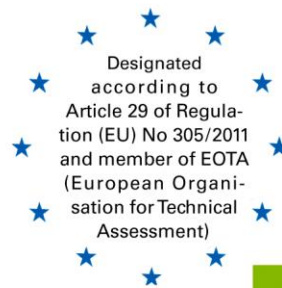 Designated
according to
Article 29 of Regula-
tion (EU) No 305/2011
and member of EOTA
(European Organi-
sation for Technical
Assessment)